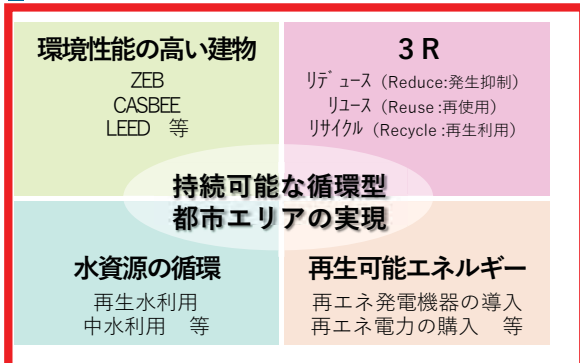 環境性能の高い建物
ZEB
CASBEE
LEED　等
３Ｒ
ﾘﾃﾞｭｰｽ（Reduce:発生抑制）
ﾘﾕｰｽ（Reuse:再使用）
ﾘｻｲｸﾙ（Recycle:再生利用）
持続可能な循環型
都市エリアの実現
水資源の循環
再生水利用
中水利用　等
再生可能エネルギー
再エネ発電機器の導入
再エネ電力の購入　等